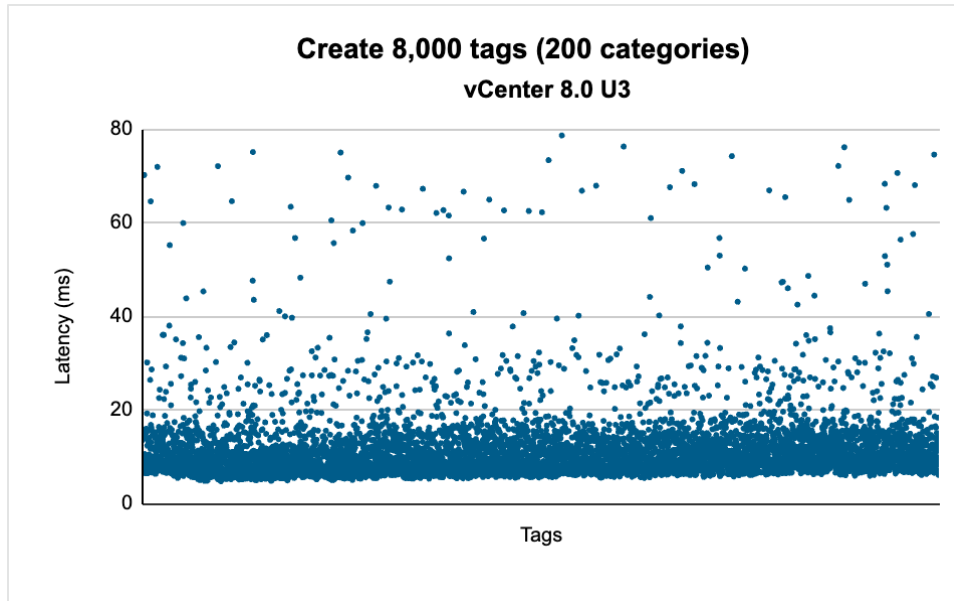 Create 8,000 tags (200 categories)
vCenter 8.0 U3
80
60
40
20
0
Latency (ms)
Tags